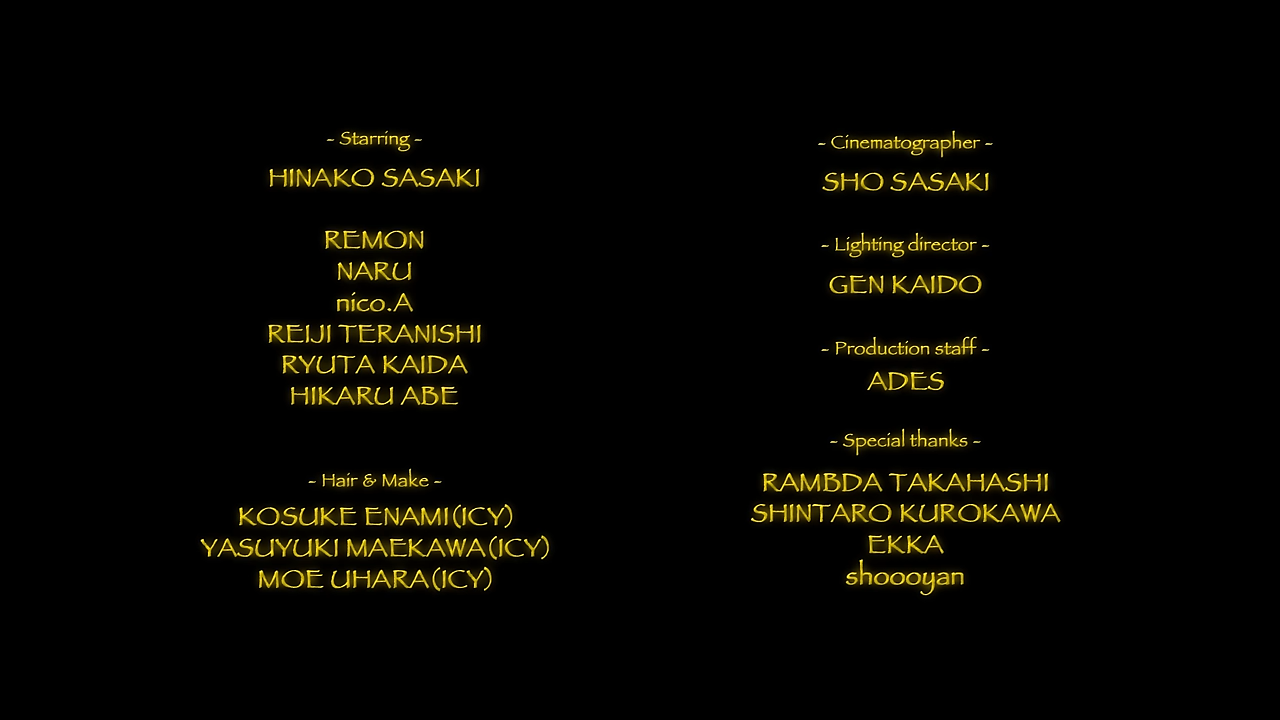 - Starring -
HINAKO SASAKI
REMON
NARU
nico.A
REIJI TERANISHI
RYUTA KAIDA
HIKARU ABE
- Hair & Make -
KOSUKE ENAMI(ICY)
YASUYUKI MAEKAWA(ICY)
MOE UHARA(ICY)
- Cinematographer -
SHO SASAKI
- Lighting director -
GEN KAIDO
- Production staff -
ADES
- Special thanks -
RAMBDA TAKAHASHI
SHINTARO KUROKAWA
EKKA
shoooyan